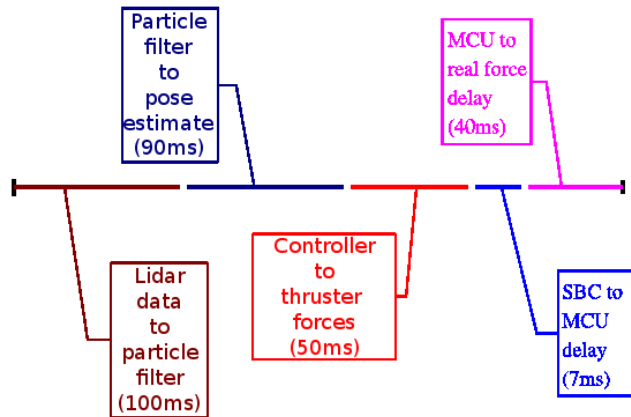 Particle
filter
to
pose
estimate
(90ms)
MCU to
real force
delay
(40ms)
Lidar
data
to
particle
filter
(100ms)
Controller
to
thruster
forces
(50ms)
SBC to
MCU
delay
(7ms)